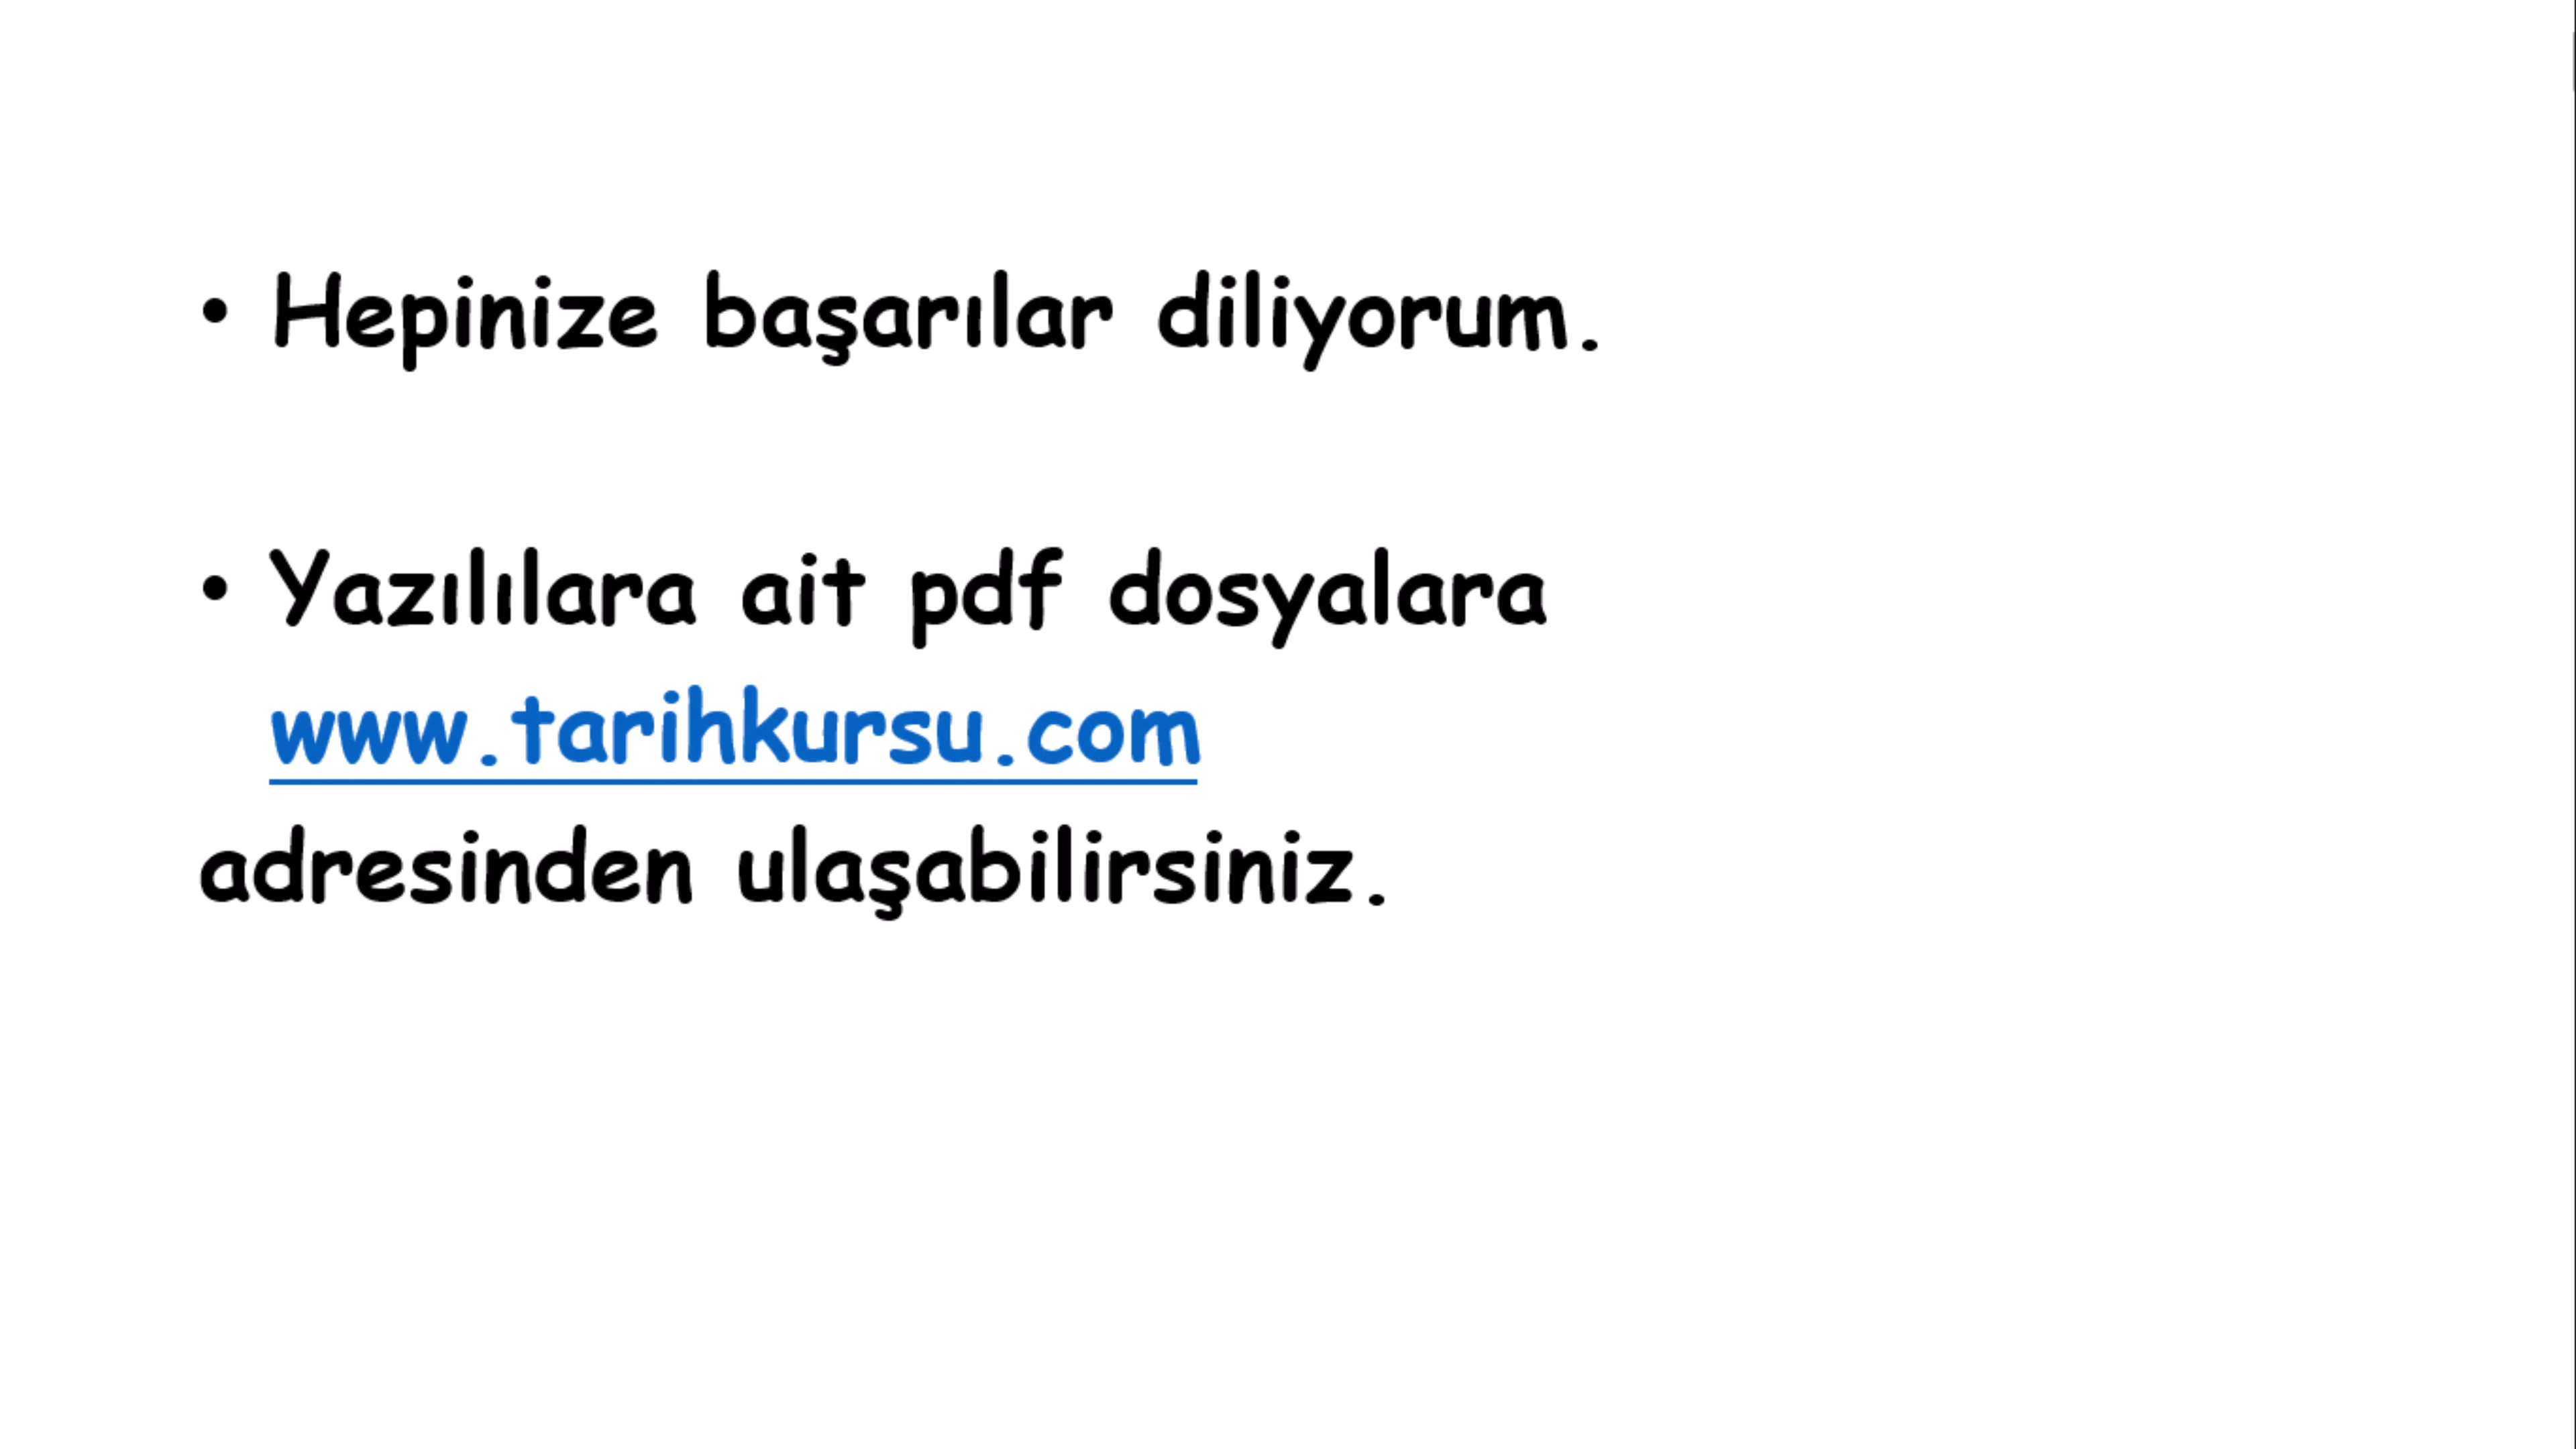 • Hepinize başarılar diliyorum.
• Yazılılara ait pdf dosyalara
www.tarihkursu.com
adresinden ulaşabilirsiniz.